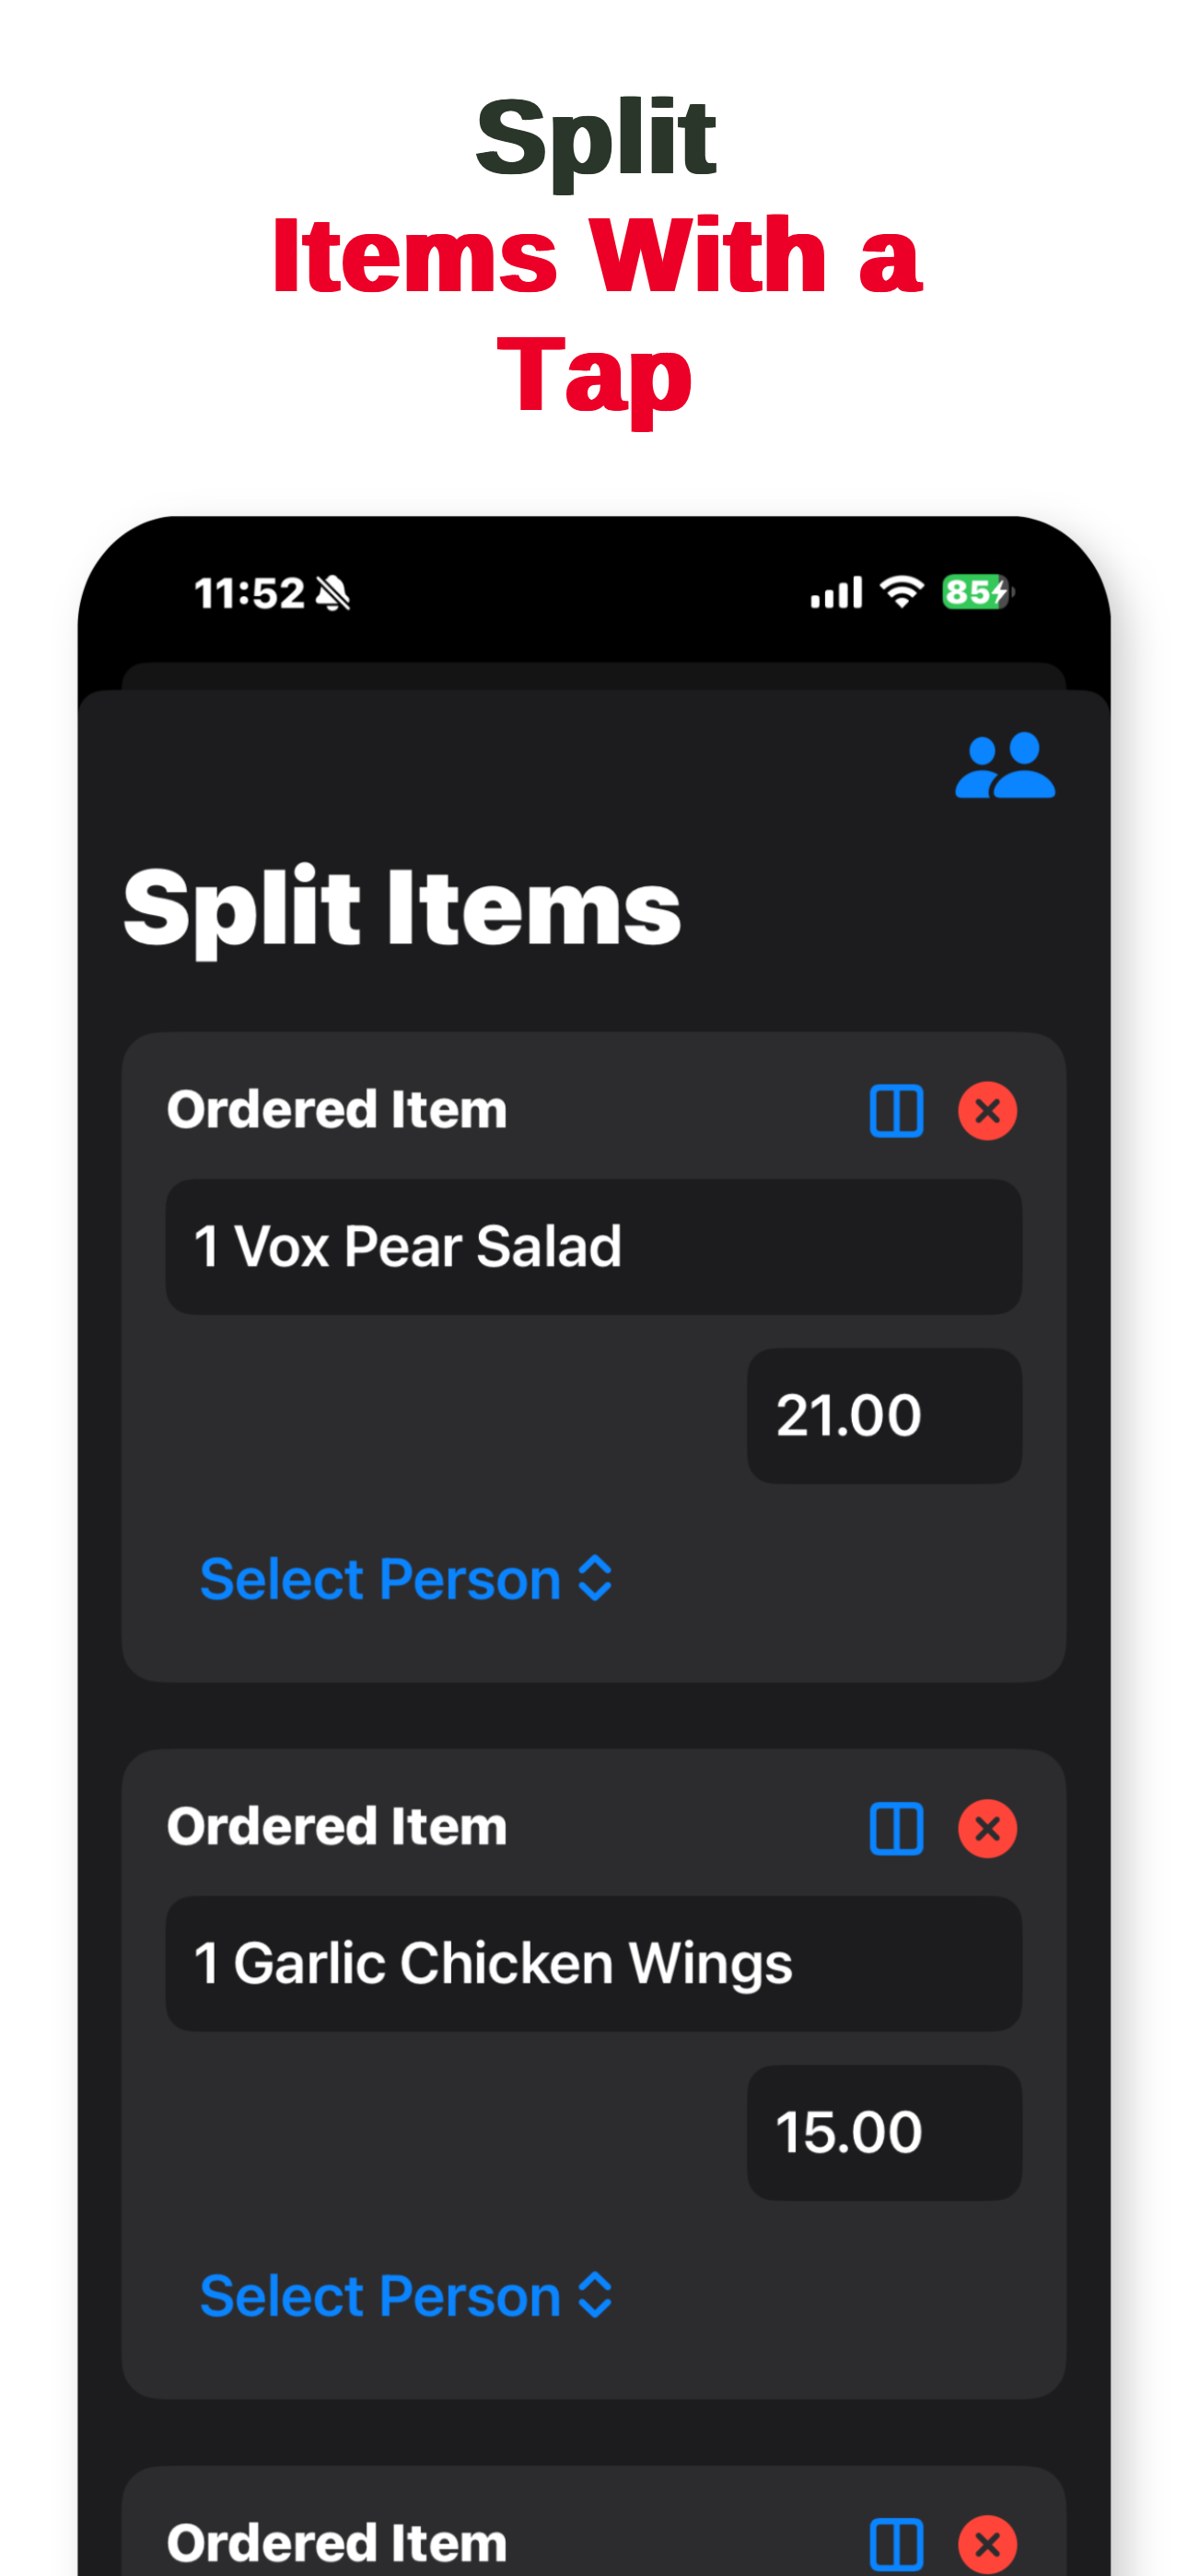 Split
Items With a
Tap
11:52
85
Split Items
Ordered Item
1 Vox Pear Salad
21.00
Select Person
Ordered Item
1 Garlic Chicken Wings
15.00
Select Person
Ordered Item